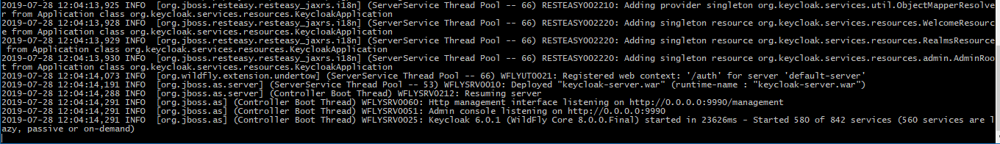 2019-07-28 12:04:13,925 INFO  [org.jboss.resteasy.resteasy_jaxrs.i18n] (ServerService Thread Pool -- 66) RESTEASY002210: Adding provider singleton org.keycloak.services.util.ObjectMapperResolve
r from Application class org.keycloak.services.resources.KeycloakApplication
2019-07-28 12:04:13,928 INFO  [org.jboss.resteasy.resteasy_jaxrs.i18n] (ServerService Thread Pool -- 66) RESTEASY002220: Adding singleton resource org.keycloak.services.resources.WelcomeResourc
e from Application class org.keycloak.services.resources.KeycloakApplication
2019-07-28 12:04:13,929 INFO  [org.jboss.resteasy.resteasy_jaxrs.i18n] (ServerService Thread Pool -- 66) RESTEASY002220: Adding singleton resource org.keycloak.services.resources.RealmsResource
 from Application class org.keycloak.services.resources.KeycloakApplication
2019-07-28 12:04:13,930 INFO  [org.jboss.resteasy.resteasy_jaxrs.i18n] (ServerService Thread Pool -- 66) RESTEASY002220: Adding singleton resource org.keycloak.services.resources.admin.AdminRoo
t from Application class org.keycloak.services.resources.KeycloakApplication
2019-07-28 12:04:14,073 INFO  [org.wildfly.extension.undertow] (ServerService Thread Pool -- 66) WFLYUT0021: Registered web context: '/auth' for server 'default-server'
2019-07-28 12:04:14,191 INFO  [org.jboss.as.server] (ServerService Thread Pool -- 53) WFLYSRV0010: Deployed "keycloak-server.war" (runtime-name : "keycloak-server.war")
2019-07-28 12:04:14,288 INFO  [org.jboss.as.server] (Controller Boot Thread) WFLYSRV0212: Resuming server
2019-07-28 12:04:14,291 INFO  [org.jboss.as] (Controller Boot Thread) WFLYSRV0060: Http management interface listening on http://0.0.0.0:9990/management
2019-07-28 12:04:14,291 INFO  [org.jboss.as] (Controller Boot Thread) WFLYSRV0051: Admin console listening on http://0.0.0.0:9990
2019-07-28 12:04:14,291 INFO  [org.jboss.as] (Controller Boot Thread) WFLYSRV0025: Keycloak 6.0.1 (WildFly Core 8.0.0.Final) started in 23626ms - Started 580 of 842 services (560 services are l
azy, passive or on-demand)